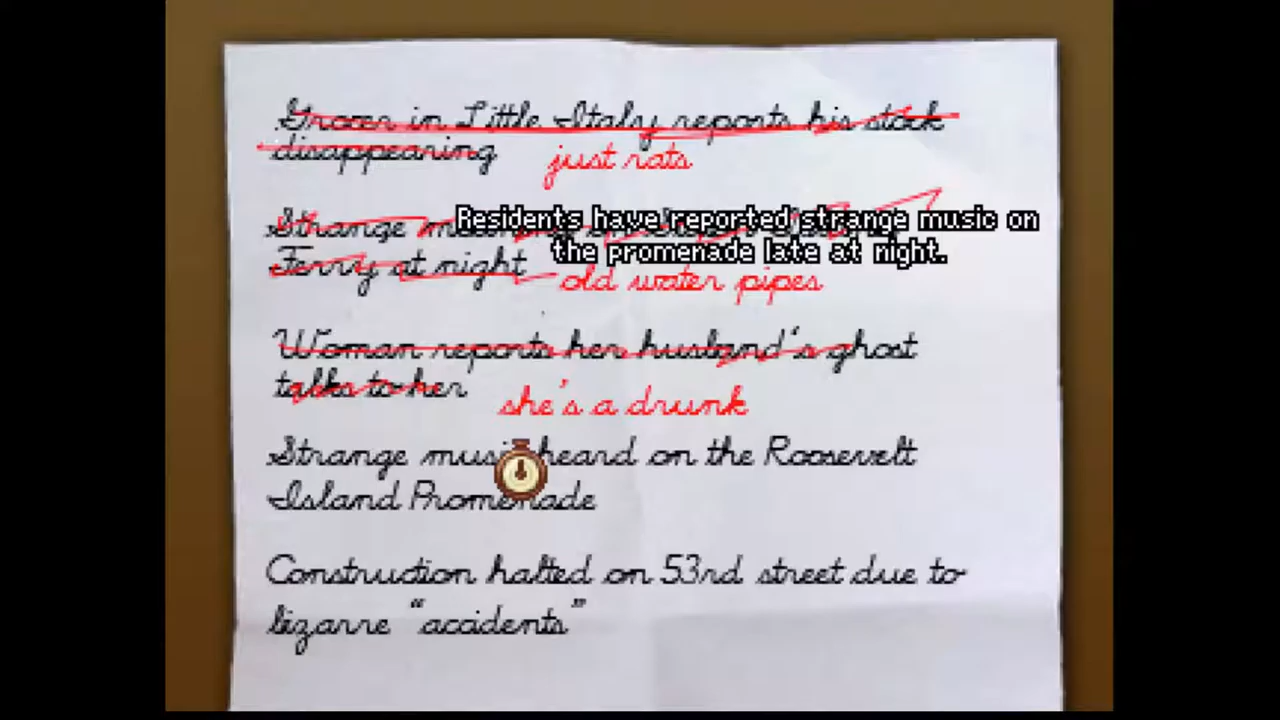 Grocer in Little Italy reports his stock
disappearing just rats
Residents have reported strange music on
the promenade late at night.
Strange
Ferry at night old water pipes
Woman reports her husband's ghost
talks to her she's a drunk
Strange music heard on the Roosevelt
Island Promenade
Construction halted on 53rd street due to
bizarre "accidents"